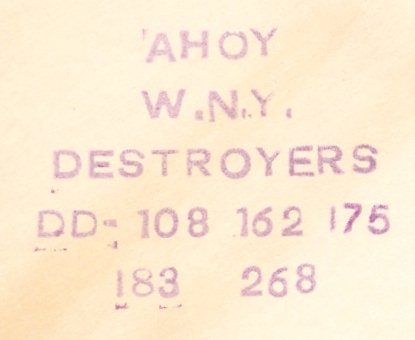 'AHOY
W.N.Y.
DESTROYERS
DD- 108 162 175
183 268